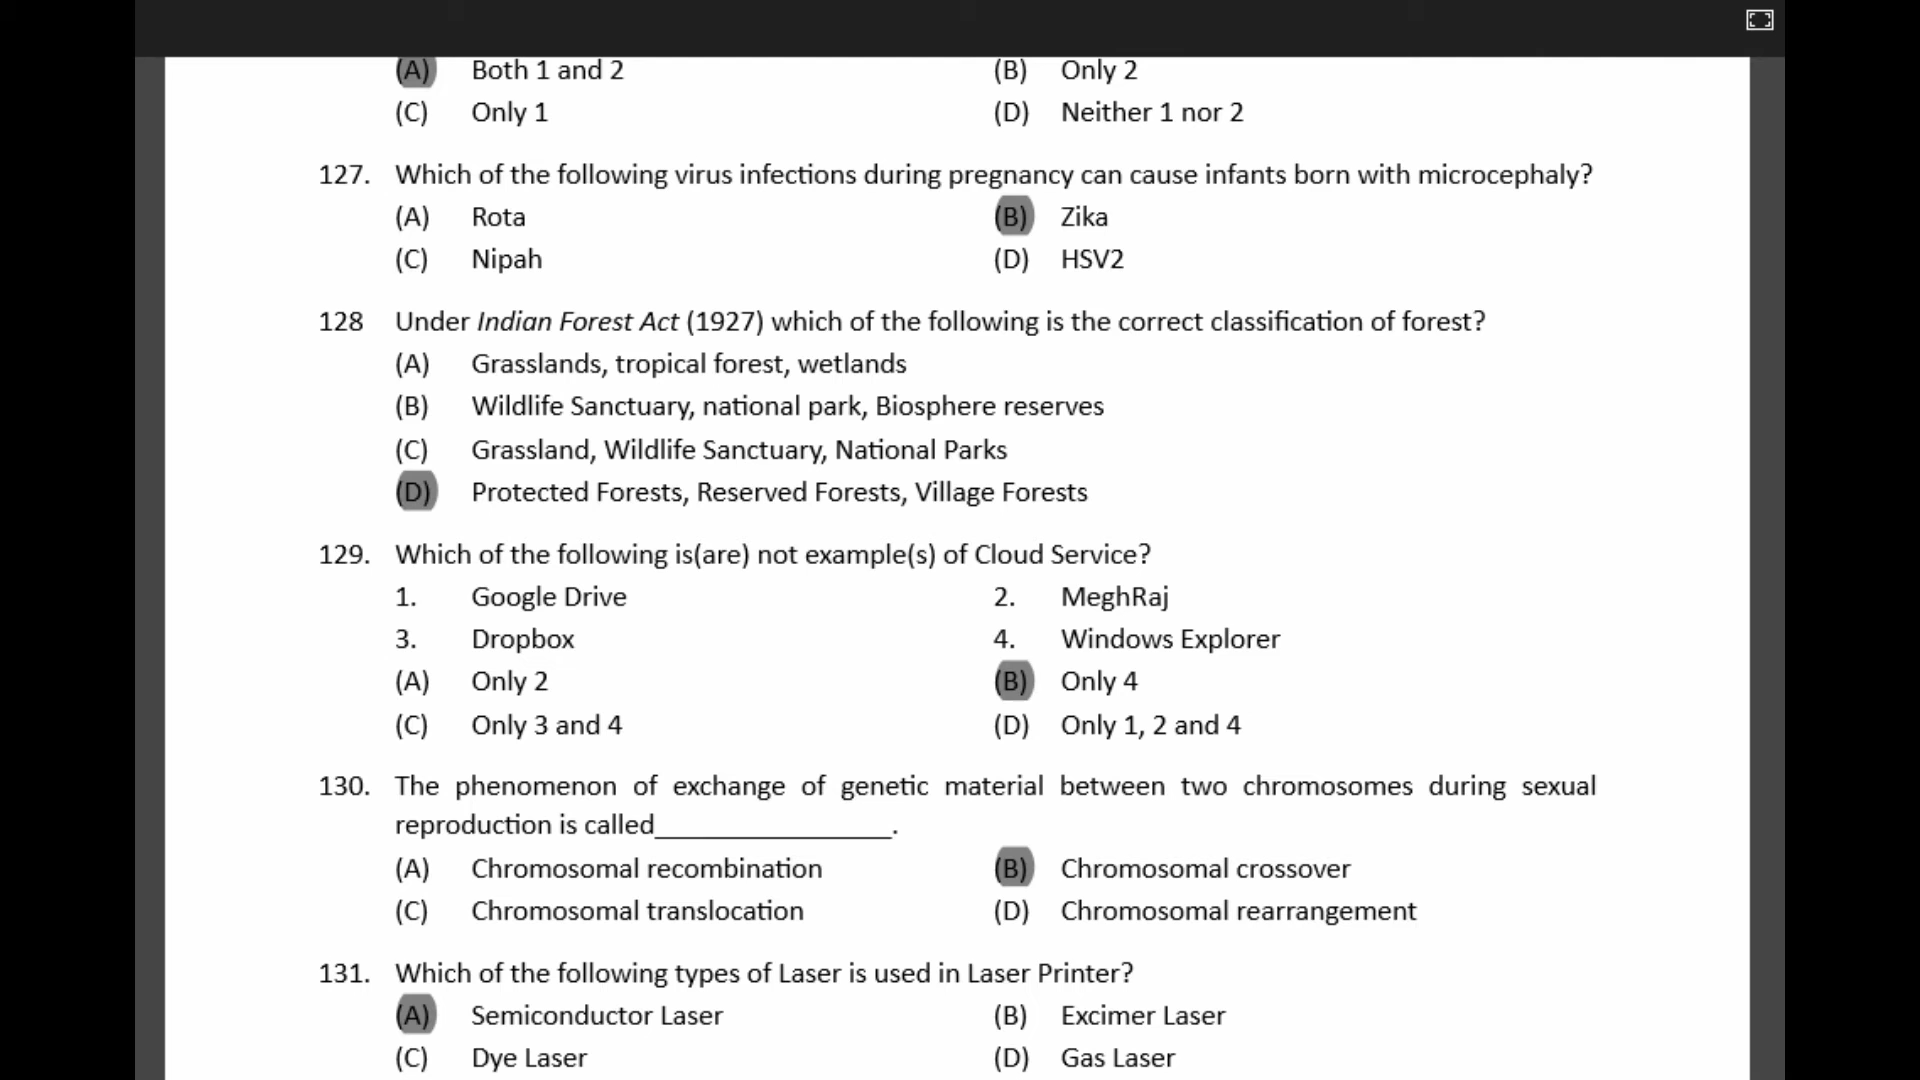 (A) Both 1 and 2 (B) Only 2
(C) Only 1 (D) Neither 1 nor 2
127. Which of the following virus infections during pregnancy can cause infants born with microcephaly?
(A) Rota (B) Zika
(C) Nipah (D) HSV2
128 Under Indian Forest Act (1927) which of the following is the correct classification of forest?
(A) Grasslands, tropical forest, wetlands
(B) Wildlife Sanctuary, national park, Biosphere reserves
(C) Grassland, Wildlife Sanctuary, National Parks
(D) Protected Forests, Reserved Forests, Village Forests
129. Which of the following is(are) not example(s) of Cloud Service?
1. Google Drive 2. MeghRaj
3. Dropbox 4. Windows Explorer
(A) Only 2 (B) Only 4
(C) Only 3 and 4 (D) Only 1, 2 and 4
130. The phenomenon of exchange of genetic material between two chromosomes during sexual
reproduction is called_________________.
(A) Chromosomal recombination (B) Chromosomal crossover
(C) Chromosomal translocation (D) Chromosomal rearrangement
131. Which of the following types of Laser is used in Laser Printer?
(A) Semiconductor Laser (B) Excimer Laser
(C) Dye Laser (D) Gas Laser